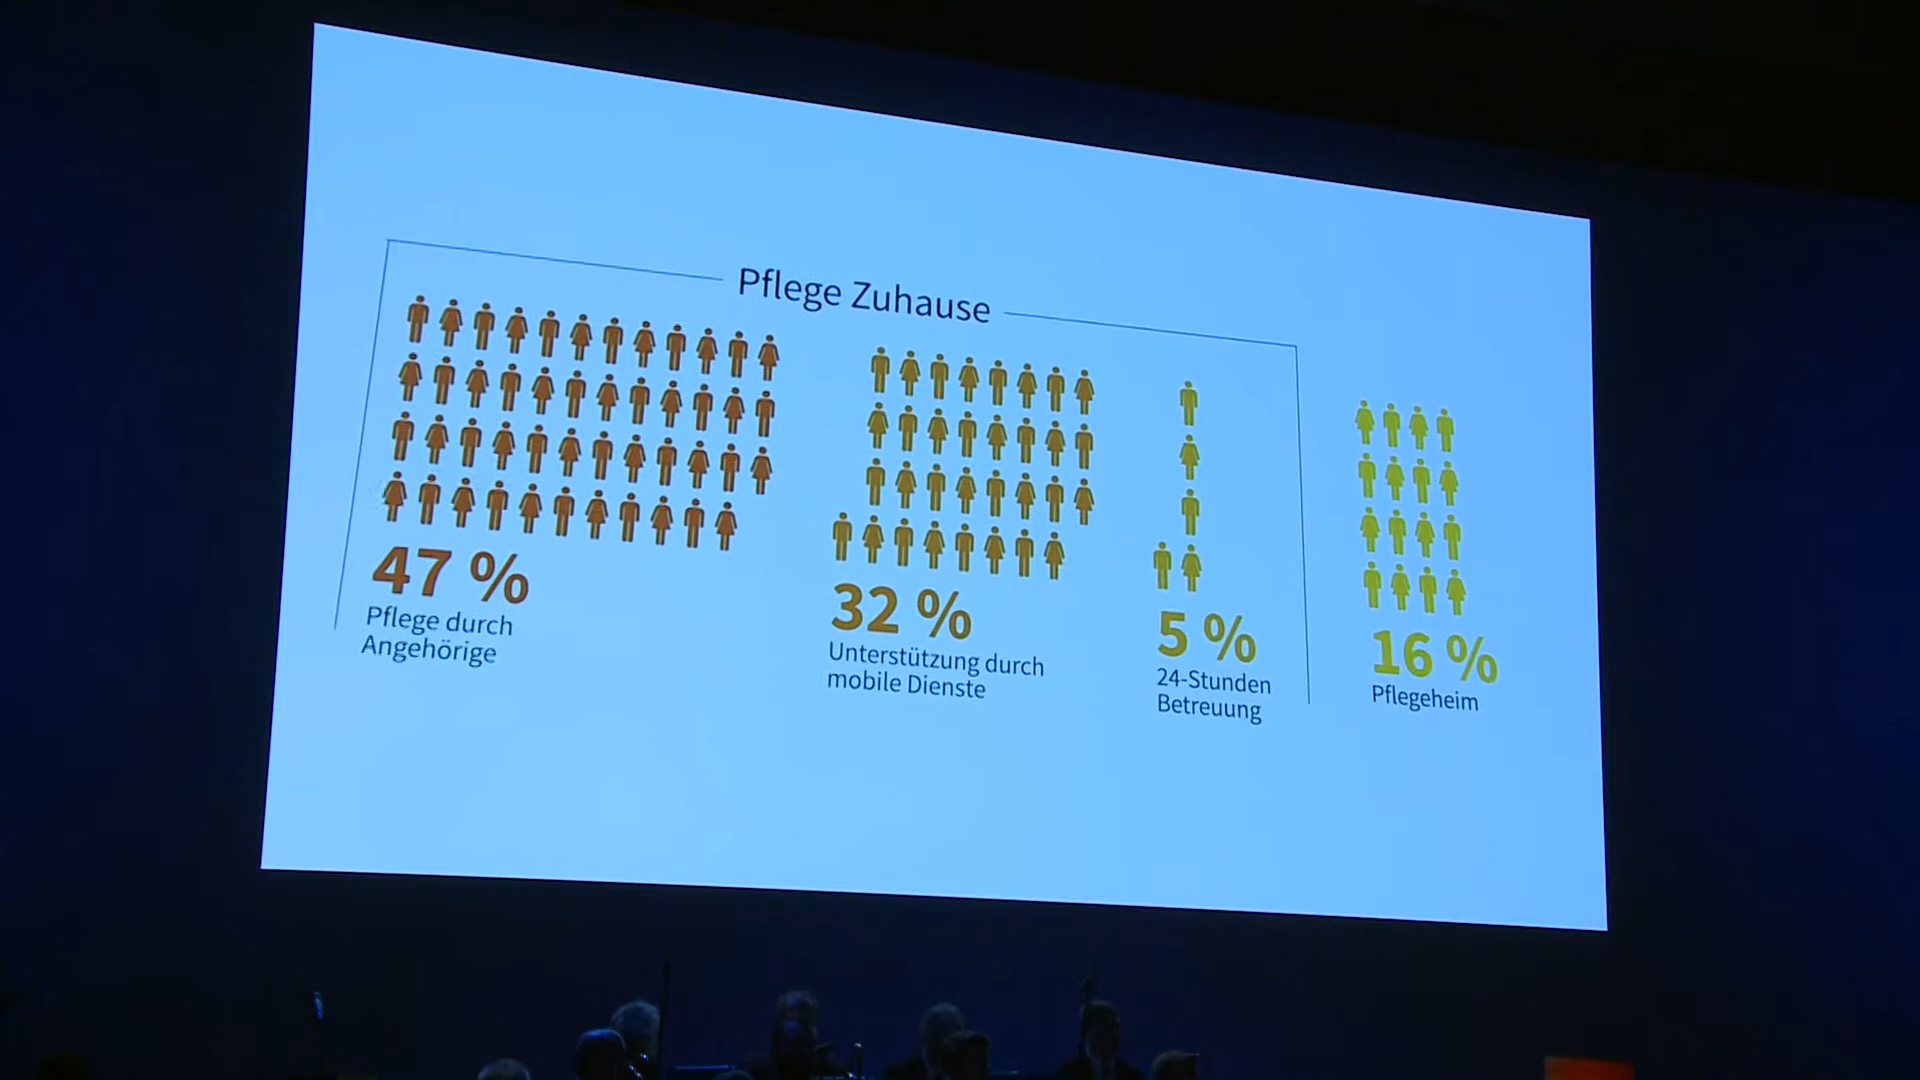 Pflege Zuhause
47 %
Pflege durch
Angehörige
32 %
Unterstützung durch
mobile Dienste
5 %
24-Stunden
Betreuung
16 %
Pflegeheim